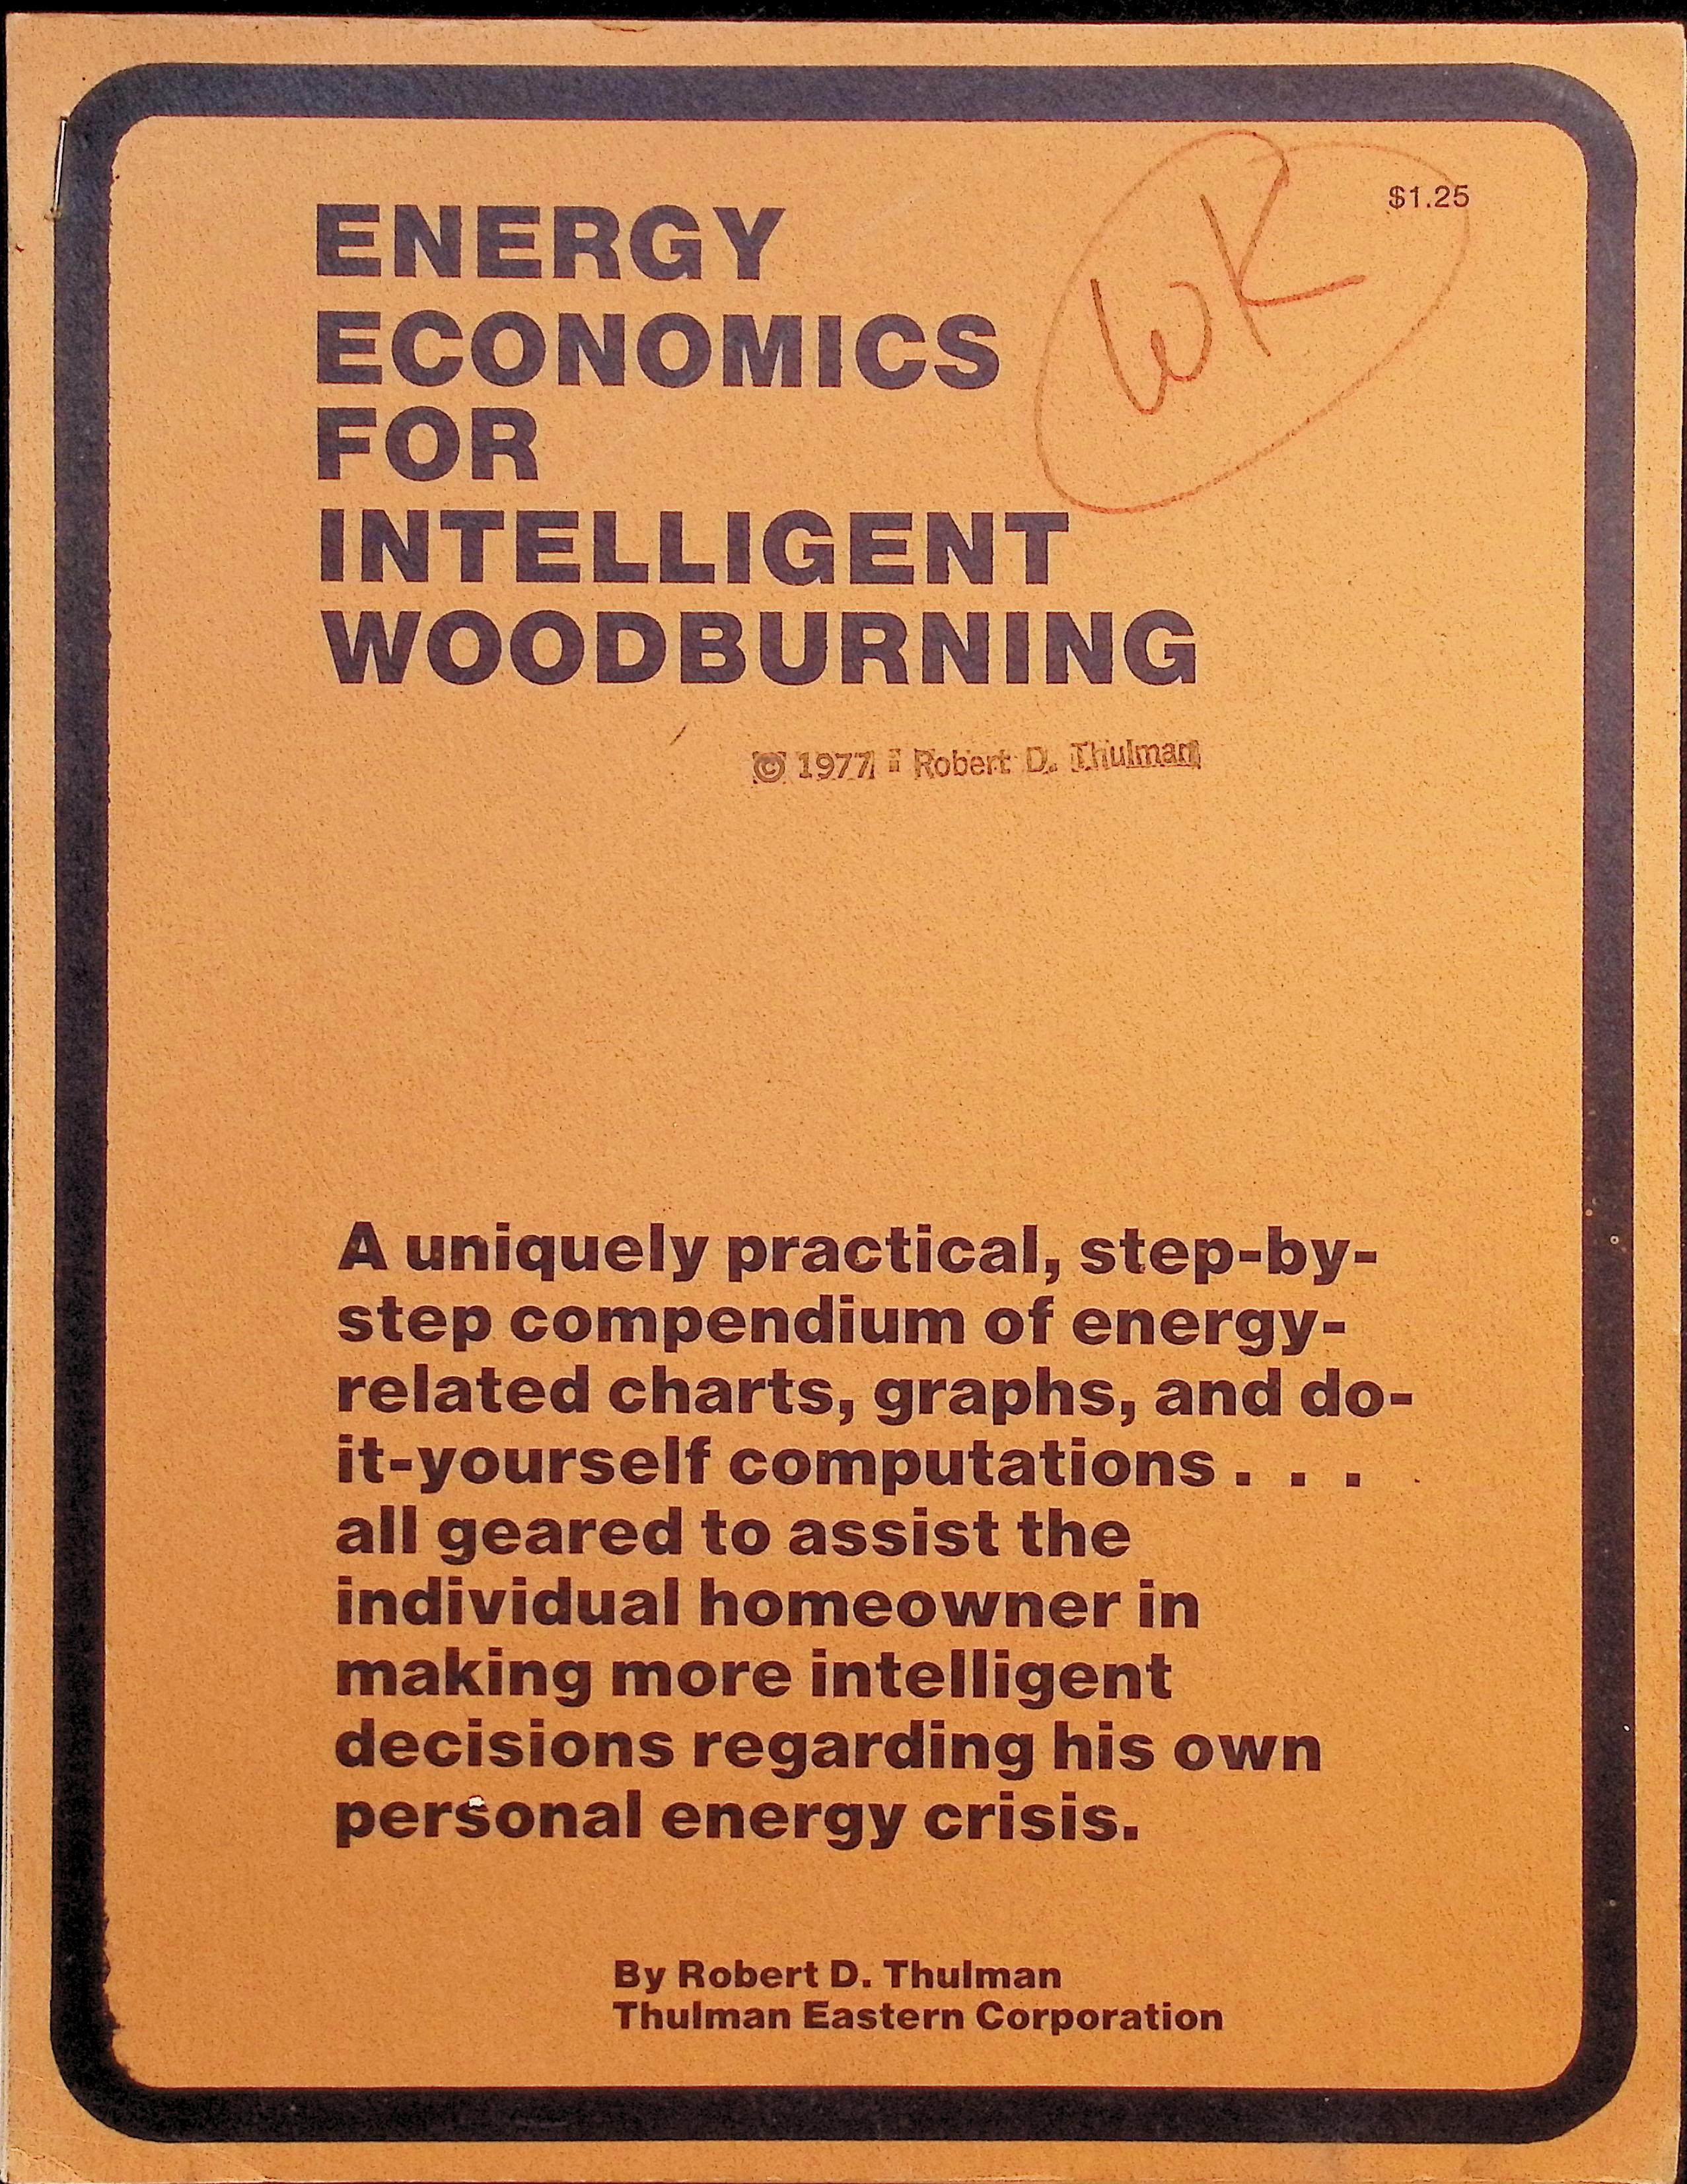 $1.25
WK
ENERGY
ECONOMICS
FOR
INTELLIGENT
WOODBURNING
© 1977 Robert D. Thulman
A uniquely practical, step-by-
step compendium of energy-
related charts, graphs, and do-
it-yourself computations . . .
all geared to assist the
individual homeowner in
making more intelligent
decisions regarding his own
personal energy crisis.
By Robert D. Thulman
Thulman Eastern Corporation